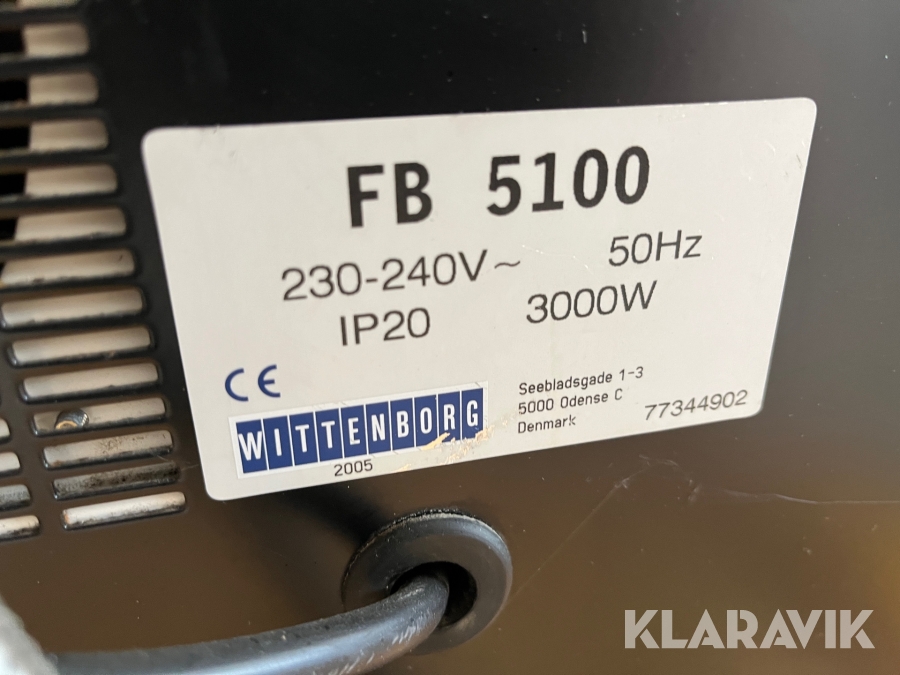 FB 5100
230-240V~ 50Hz
IP20 3000W
CE
WITTENBORG
2005
Seebladsgade 1-3
5000 Odense C
Denmark
77344902
KLARAVIK